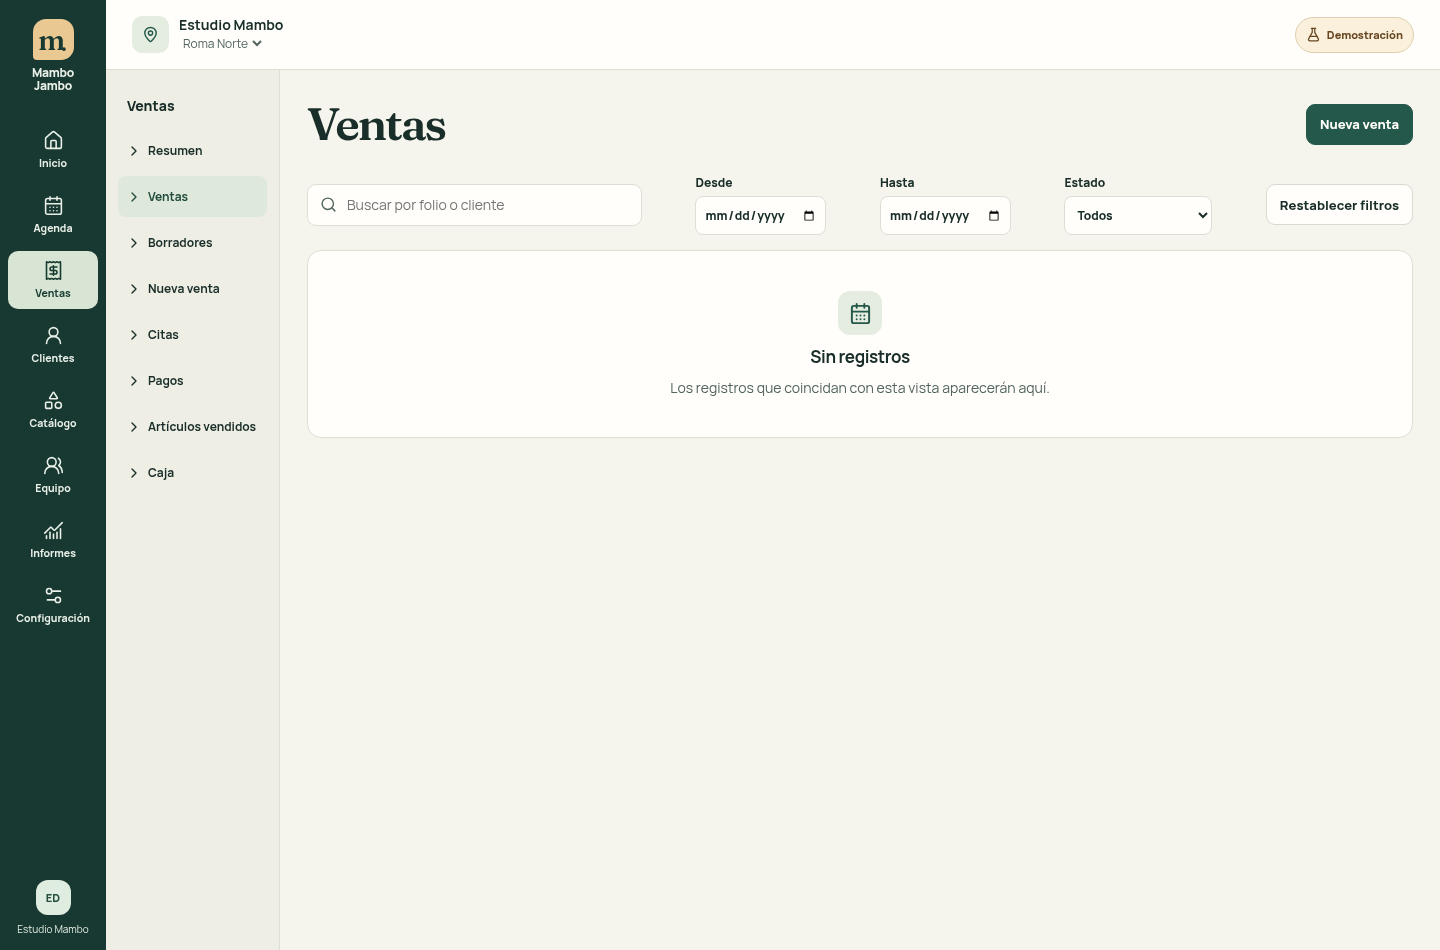 m.
Mambo
Jambo
Inicio
Agenda
Ventas
Clientes
Catálogo
Equipo
Informes
Configuración
ED
Estudio Mambo
Estudio Mambo
Roma Norte
Demostración
Ventas
Resumen
Ventas
Borradores
Nueva venta
Citas
Pagos
Artículos vendidos
Caja
Ventas
Nueva venta
Buscar por folio o cliente
Desde
mm/dd/yyyy
Hasta
mm/dd/yyyy
Estado
Todos
Restablecer filtros
Sin registros
Los registros que coincidan con esta vista aparecerán aquí.